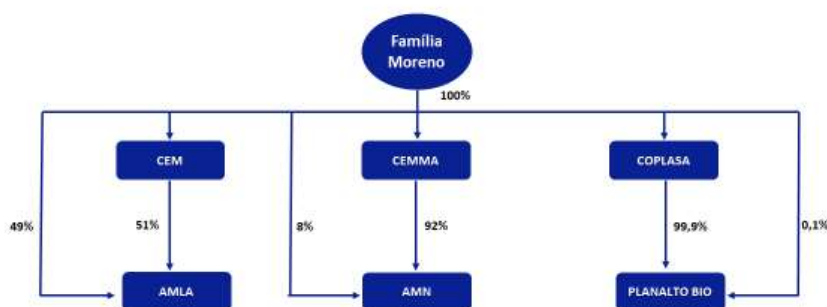 Família
Moreno
100%
CEM
CEMMA
COPLASA
49%
51%
8%
92%
99,9%
0,1%
AMLA
AMN
PLANALTO BIO